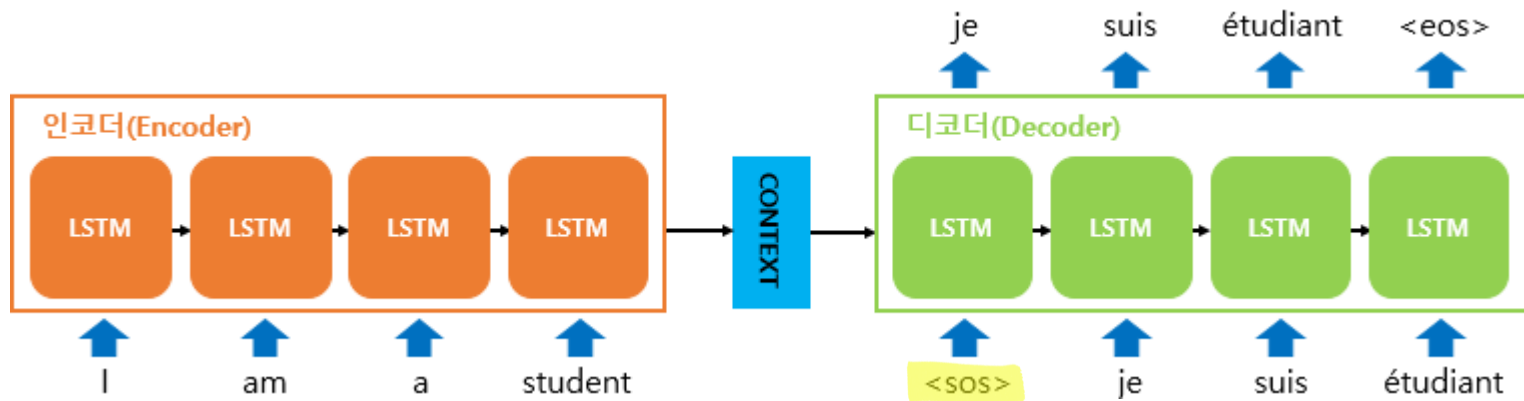 je suis étudiant <eos>
인코더(Encoder) 디코더(Decoder)
LSTM LSTM LSTM LSTM CONTEXT LSTM LSTM LSTM LSTM
I am a student <sos> je suis étudiant